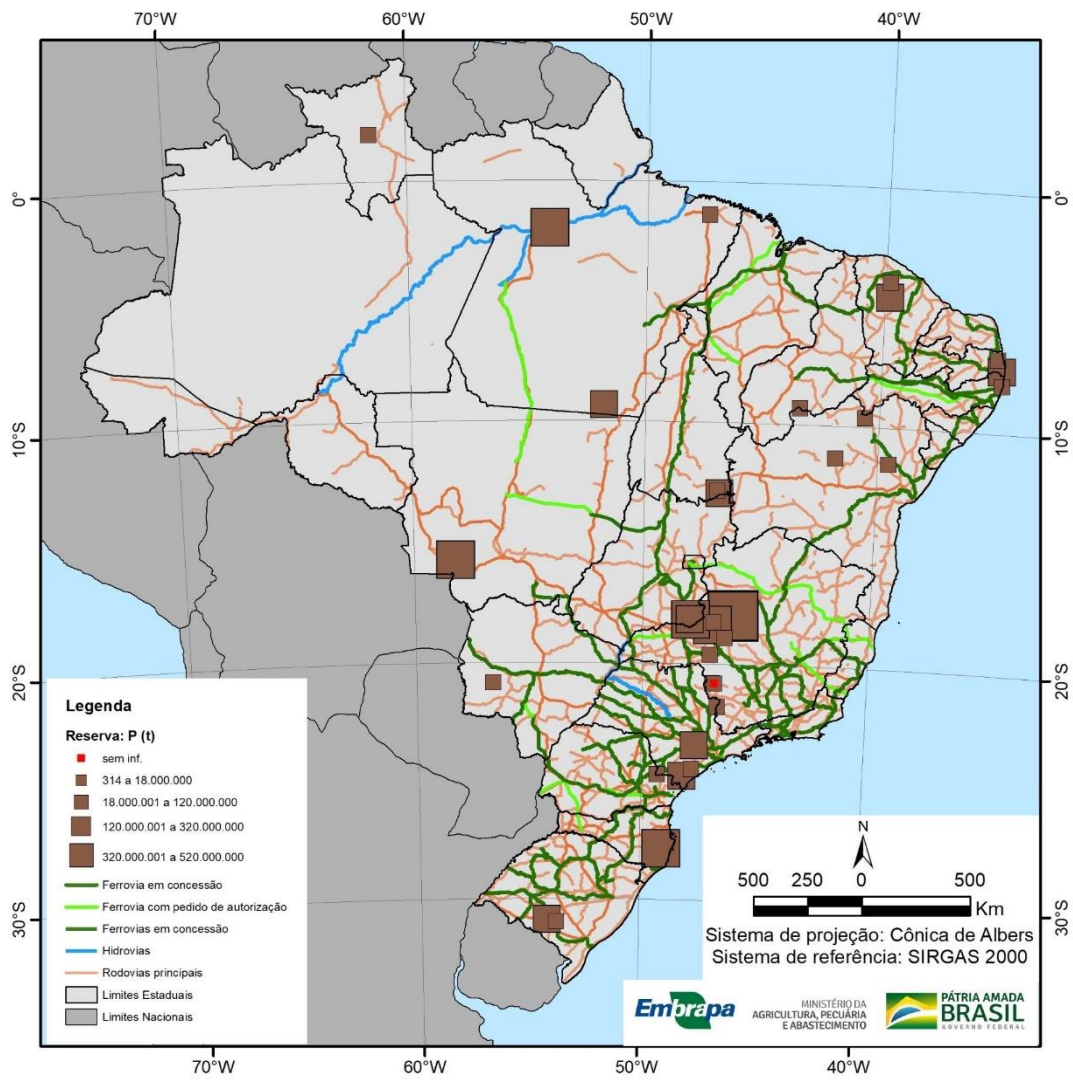 70°W 60°W 50°W 40°W
0° 0°
10°S 10°S
20°S 20°S
30°S 30°S
Legenda
Reserva: P (t)
sem inf.
314 a 18.000.000
18.000.001 a 120.000.000
120.000.001 a 320.000.000
320.000.001 a 520.000.000
Ferrovia em concessão
Ferrovia com pedido de autorização
Ferrovias em concessão
Hidrovias
Rodovias principais
Limites Estaduais
Limites Nacionais
N
500 250 0 500
Km
Sistema de projeção: Cônica de Albers
Sistema de referência: SIRGAS 2000
Embrapa
MINISTÉRIO DA
AGRICULTURA, PECUÁRIA
E ABASTECIMENTO
PÁTRIA AMADA
BRASIL
GOVERNO FEDERAL
70°W 60°W 50°W 40°W